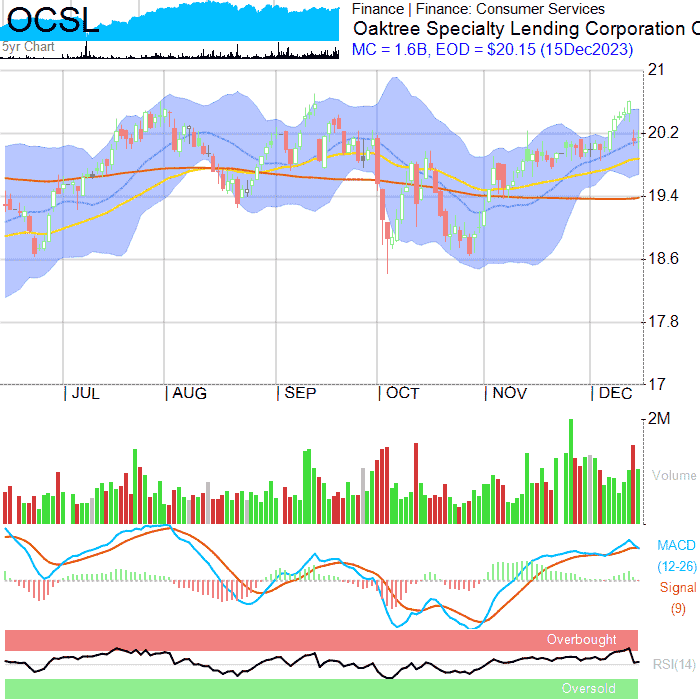 OCSL
5yr Chart
Finance | Finance: Consumer Services
Oaktree Specialty Lending Corporation C
MC = 1.6B, EOD = $20.15 (15Dec2023)
21
20.2
19.4
18.6
17.8
17
| JUL | AUG | SEP | OCT | NOV | DEC
2M
Volume
MACD
(12-26)
Signal
(9)
Overbought
RSI(14)
Oversold